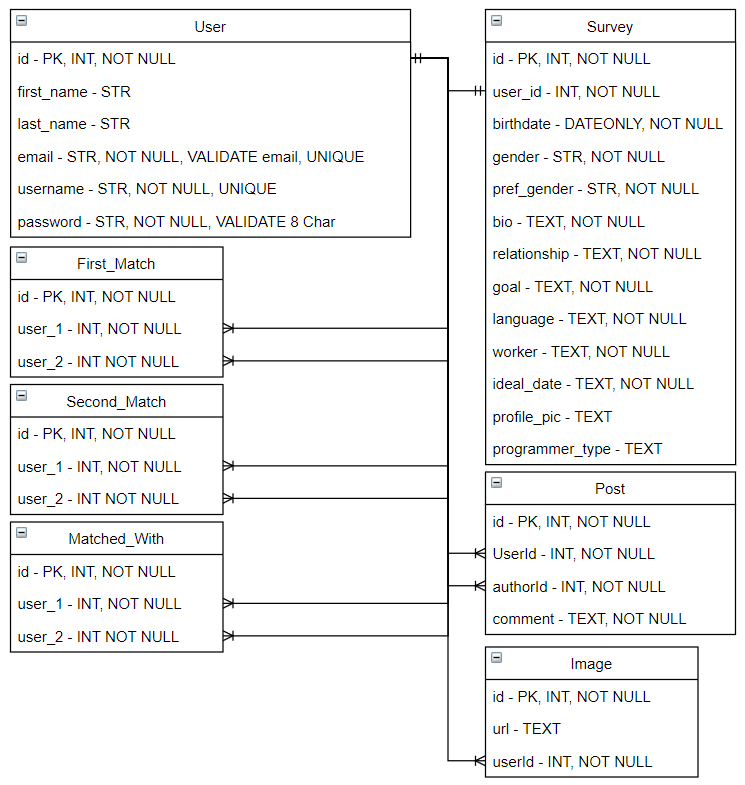 User
id - PK, INT, NOT NULL
first_name - STR
last_name - STR
email - STR, NOT NULL, VALIDATE email, UNIQUE
username - STR, NOT NULL, UNIQUE
password - STR, NOT NULL, VALIDATE 8 Char
First_Match
id - PK, INT, NOT NULL
user_1 - INT, NOT NULL
user_2 - INT, NOT NULL
Second_Match
id - PK, INT, NOT NULL
user_1 - INT, NOT NULL
user_2 - INT NOT NULL
Matched_With
id - PK, INT, NOT NULL
user_1 - INT, NOT NULL
user_2 - INT NOT NULL
Survey
id - PK, INT, NOT NULL
user_id - INT, NOT NULL
birthdate - DATEONLY, NOT NULL
gender - STR, NOT NULL
pref_gender - STR, NOT NULL
bio - TEXT, NOT NULL
relationship - TEXT, NOT NULL
goal - TEXT, NOT NULL
language - TEXT, NOT NULL
worker - TEXT, NOT NULL
ideal_date - TEXT, NOT NULL
profile_pic - TEXT
programmer_type - TEXT
Post
id - PK, INT, NOT NULL
UserId - INT, NOT NULL
authorId - INT, NOT NULL
comment - TEXT, NOT NULL
Image
id - PK, INT, NOT NULL
url - TEXT
userId - INT, NOT NULL